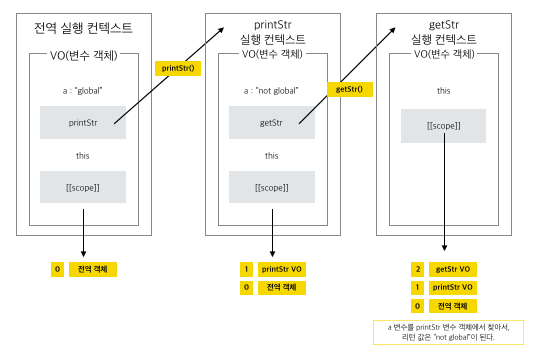 전역 실행 컨텍스트
VO(변수 객체)
a : "global"
printStr
this
[[scope]]
0 전역 객체
printStr()
printStr
실행 컨텍스트
VO(변수 객체)
a : "not global"
getStr
this
[[scope]]
1 printStr VO
0 전역 객체
getStr()
getStr
실행 컨텍스트
VO(변수 객체)
this
[[scope]]
2 getStr VO
1 printStr VO
0 전역 객체
a 변수를 printStr 변수 객체에서 찾아서,
리턴 값은 "not global"이 된다.